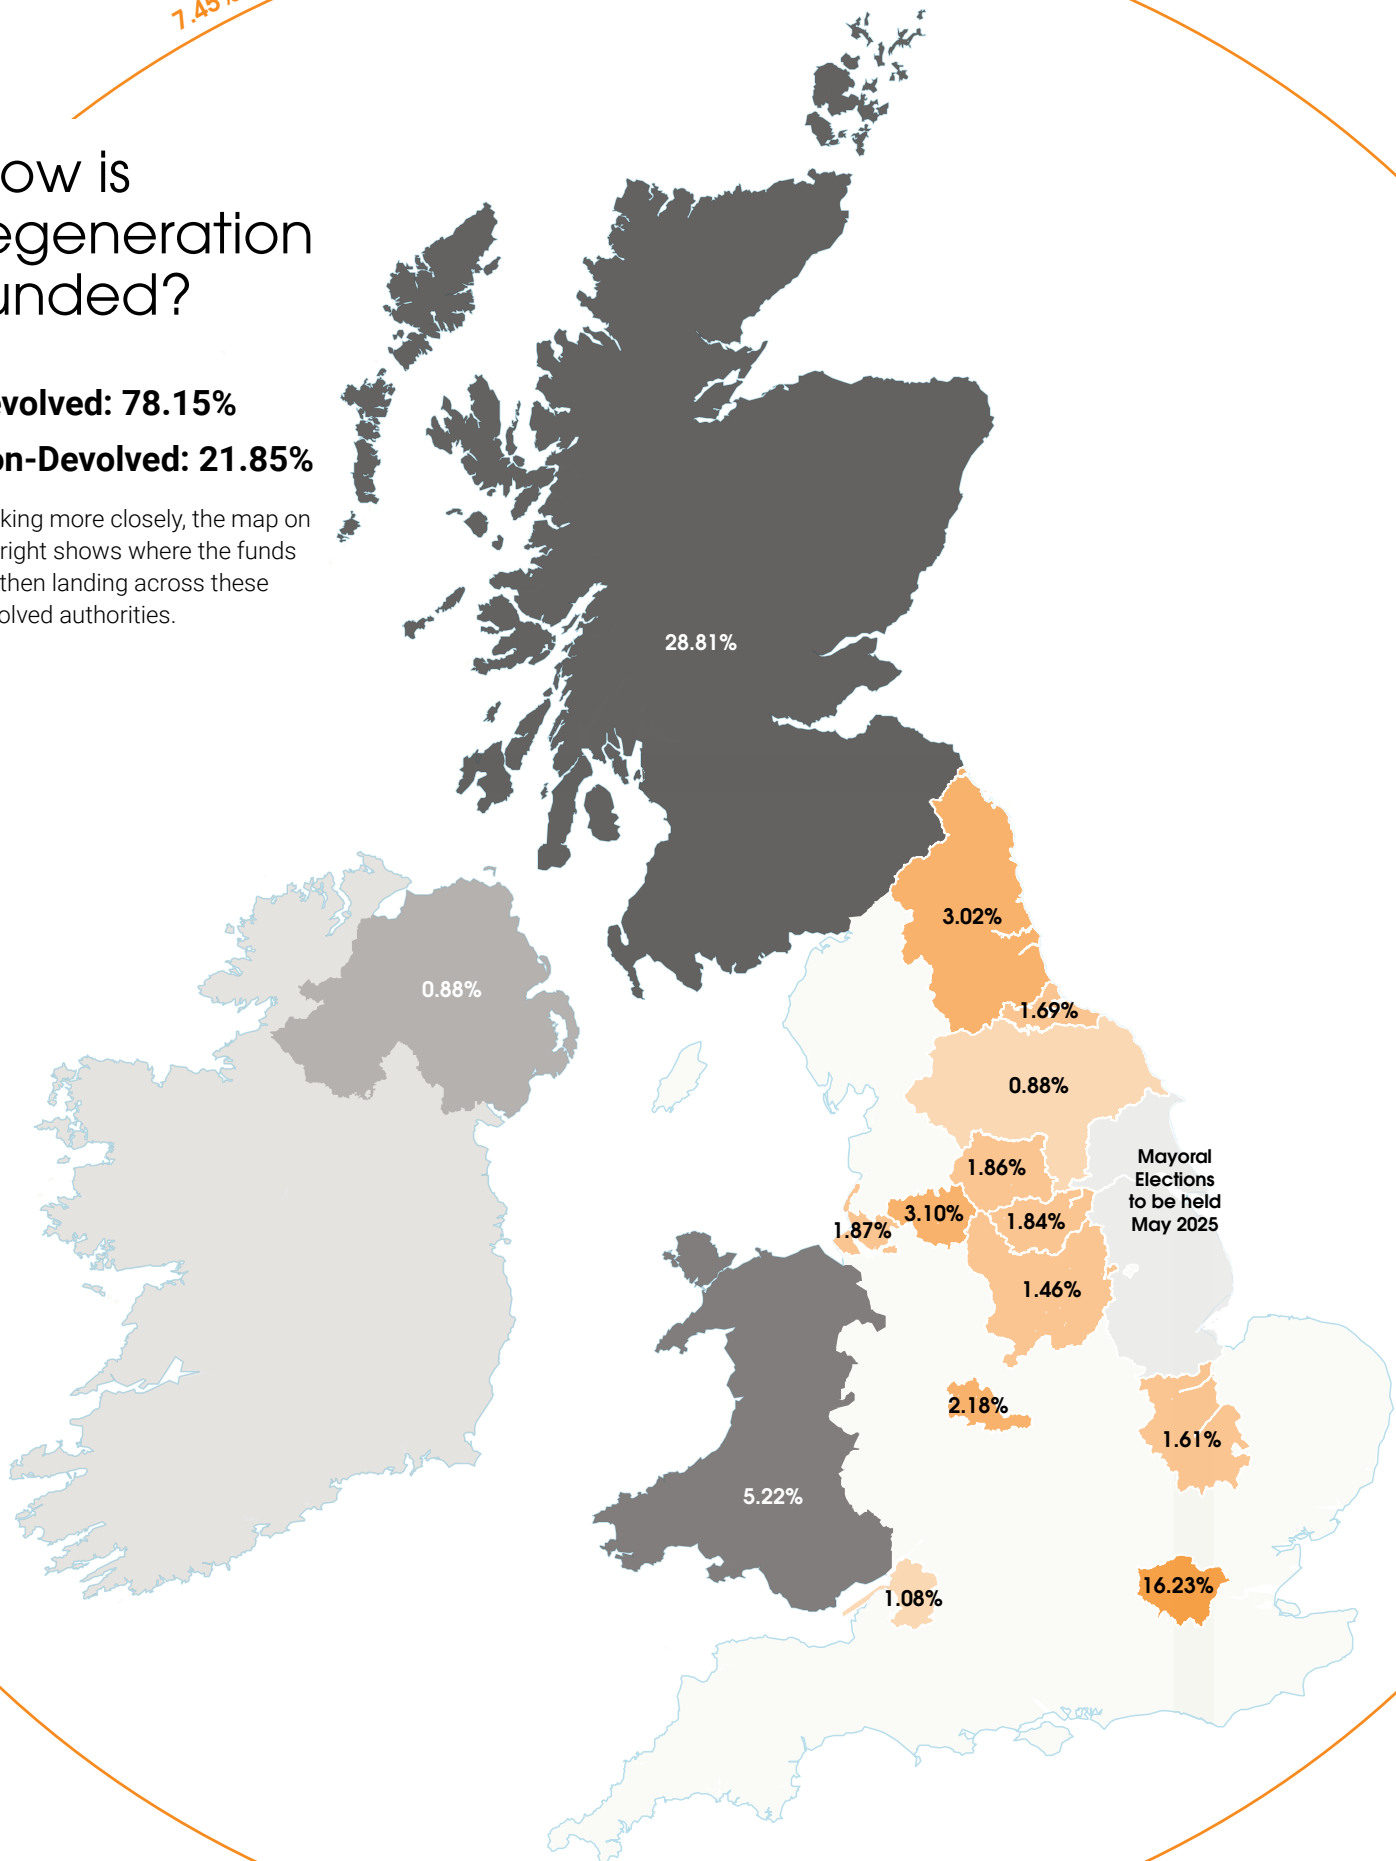 7.45%
ow is
egeneration
unded?
evolved: 78.15%
on-Devolved: 21.85%
king more closely, the map on
right shows where the funds
then landing across these
olved authorities.
28.81%
3.02%
0.88%
1.69%
0.88%
Mayoral
Elections
to be held
May 2025
1.86%
3.10%
1.84%
1.87%
1.46%
2.18%
1.61%
5.22%
16.23%
1.08%